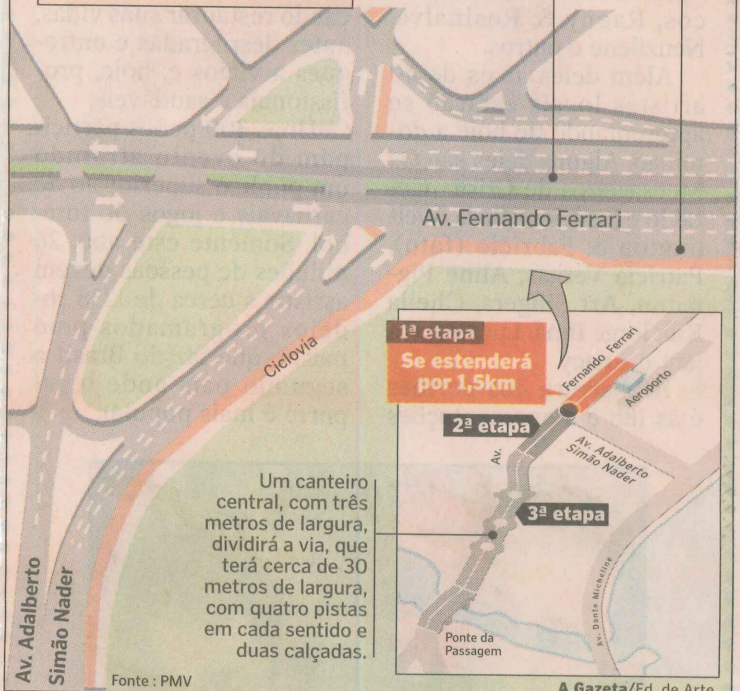 Av. Fernando Ferrari
Ciclovia
1ª etapa
Se estenderá
por 1,5km
Fernando Ferrari
Aeroporto
2ª etapa
Av.
Av. Adalberto
Simão Nader
3ª etapa
Um canteiro
central, com três
metros de largura,
dividirá a via, que
terá cerca de 30
metros de largura,
com quatro pistas
em cada sentido e
duas calçadas.
Av. Dante Micheline
Ponte da
Passagem
Av. Adalberto
Simão Nader
Fonte : PMV
A Gazeta/Ed. de Arte